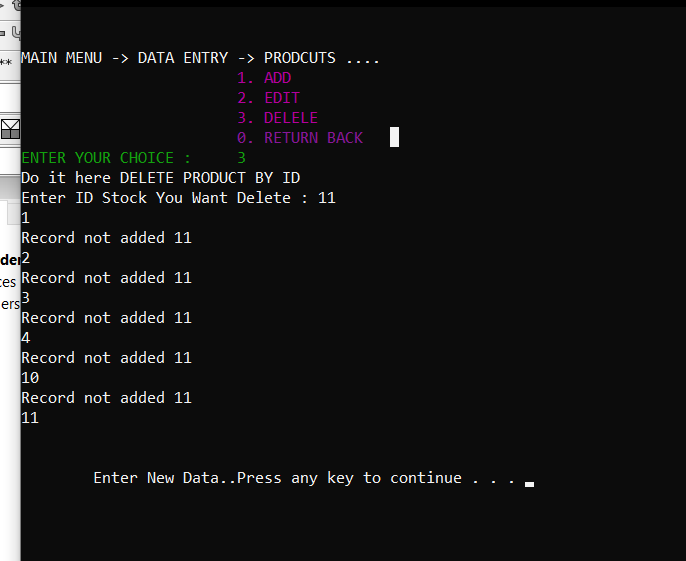 MAIN MENU -> DATA ENTRY -> PRODCUTS ....
1. ADD
2. EDIT
3. DELELE
0. RETURN BACK
ENTER YOUR CHOICE :     3
Do it here DELETE PRODUCT BY ID
Enter ID Stock You Want Delete : 11
1
Record not added 11
2
Record not added 11
3
Record not added 11
4
Record not added 11
10
Record not added 11
11
Enter New Data..Press any key to continue . . .
**
der
ces
ers